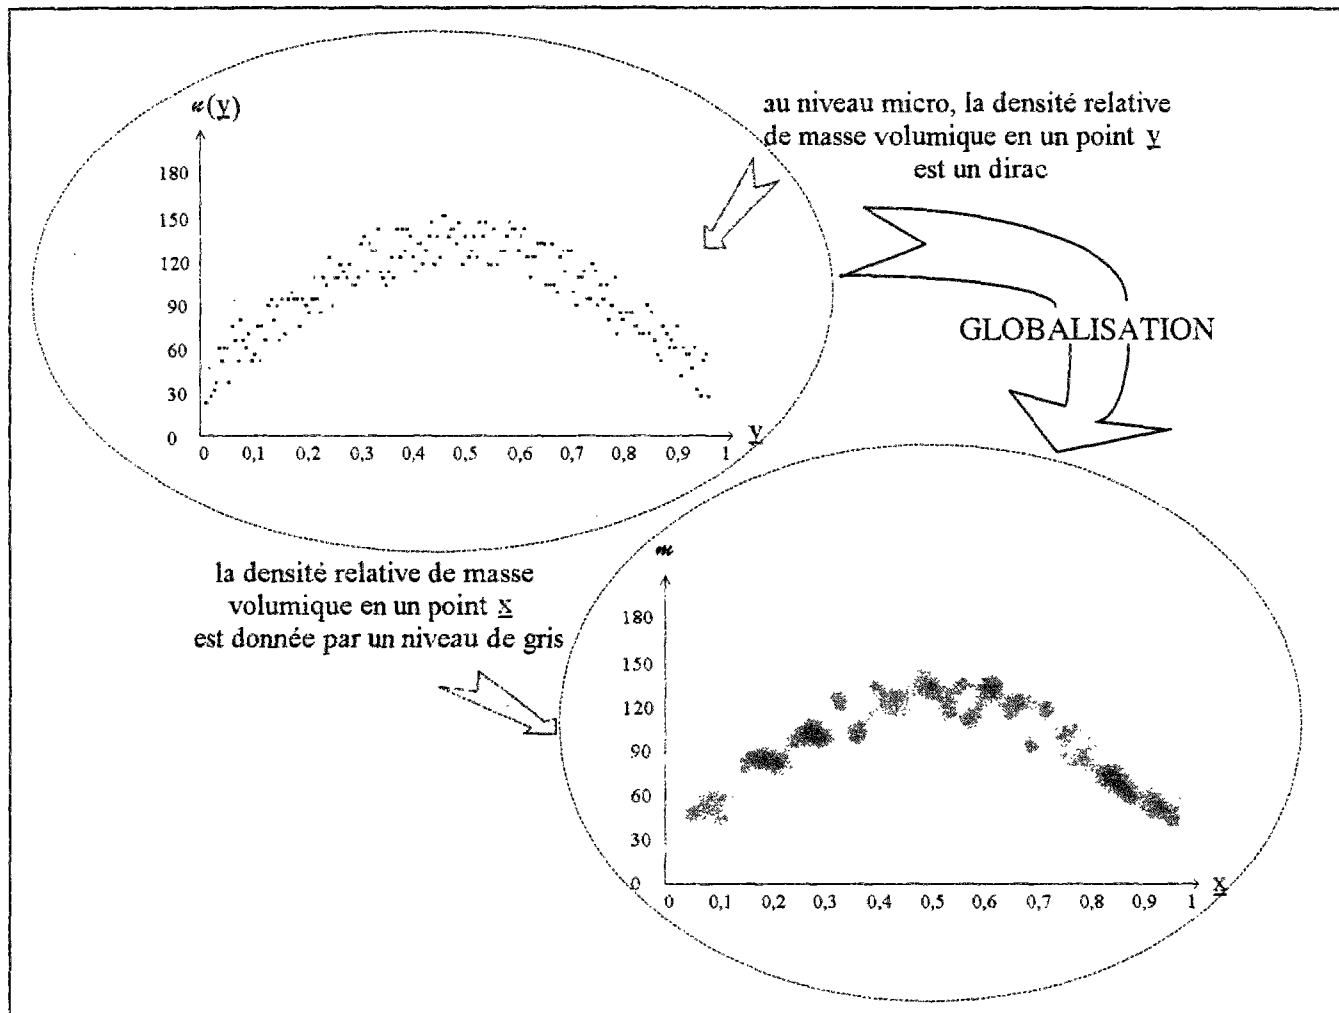 𝓊(y)
au niveau micro, la densité relative
de masse volumique en un point y
est un dirac
180
150
120
90
60
30
0
0 0,1 0,2 0,3 0,4 0,5 0,6 0,7 0,8 0,9 1
y
GLOBALISATION
la densité relative de masse
volumique en un point x
est donnée par un niveau de gris
m
180
150
120
90
60
30
0
0 0,1 0,2 0,3 0,4 0,5 0,6 0,7 0,8 0,9 1
x